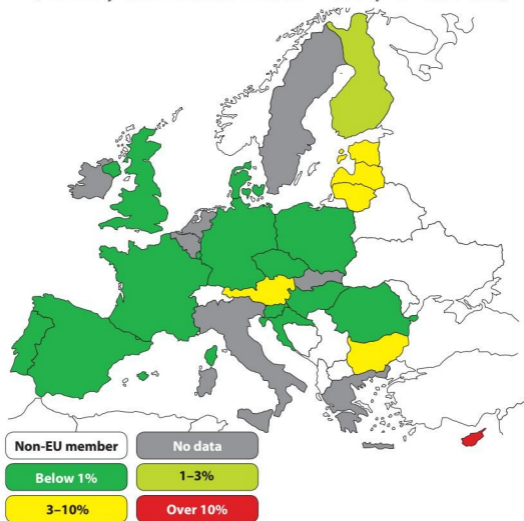 Non-EU member
No data
Below 1%
1–3%
3–10%
Over 10%